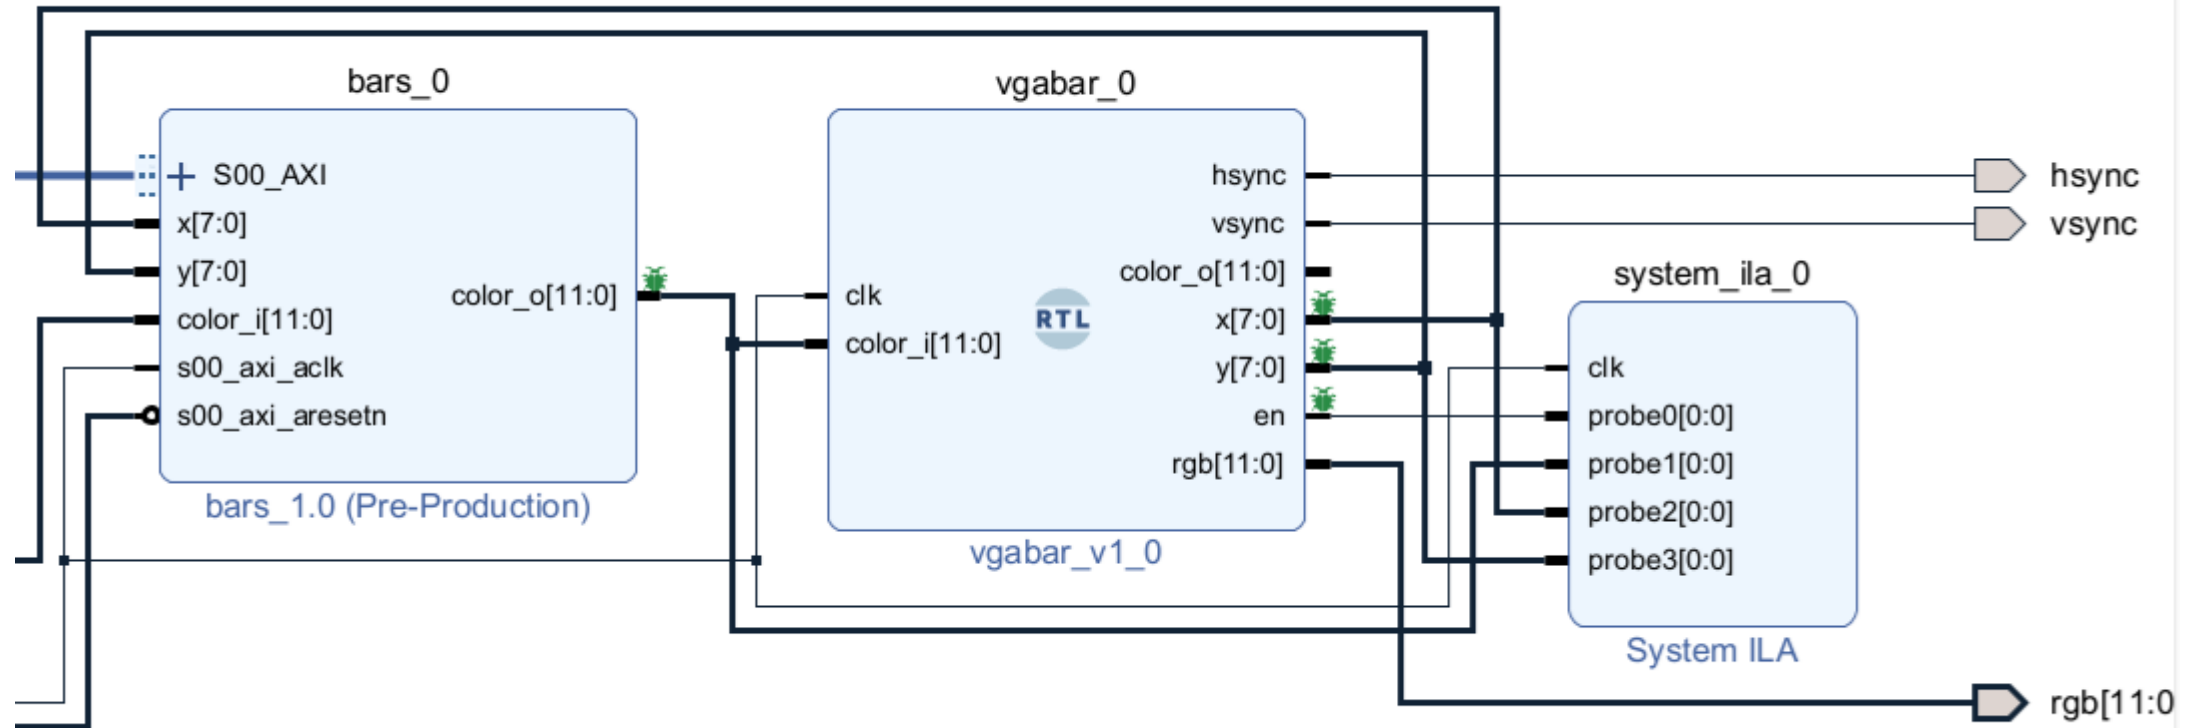 bars_0
S00_AXI
x[7:0]
y[7:0]
color_i[11:0]
s00_axi_aclk
s00_axi_aresetn
color_o[11:0]
bars_1.0 (Pre-Production)
vgabar_0
clk
color_i[11:0]
RTL
hsync
vsync
color_o[11:0]
x[7:0]
y[7:0]
en
rgb[11:0]
vgabar_v1_0
system_ila_0
clk
probe0[0:0]
probe1[0:0]
probe2[0:0]
probe3[0:0]
System ILA
hsync
vsync
rgb[11:0